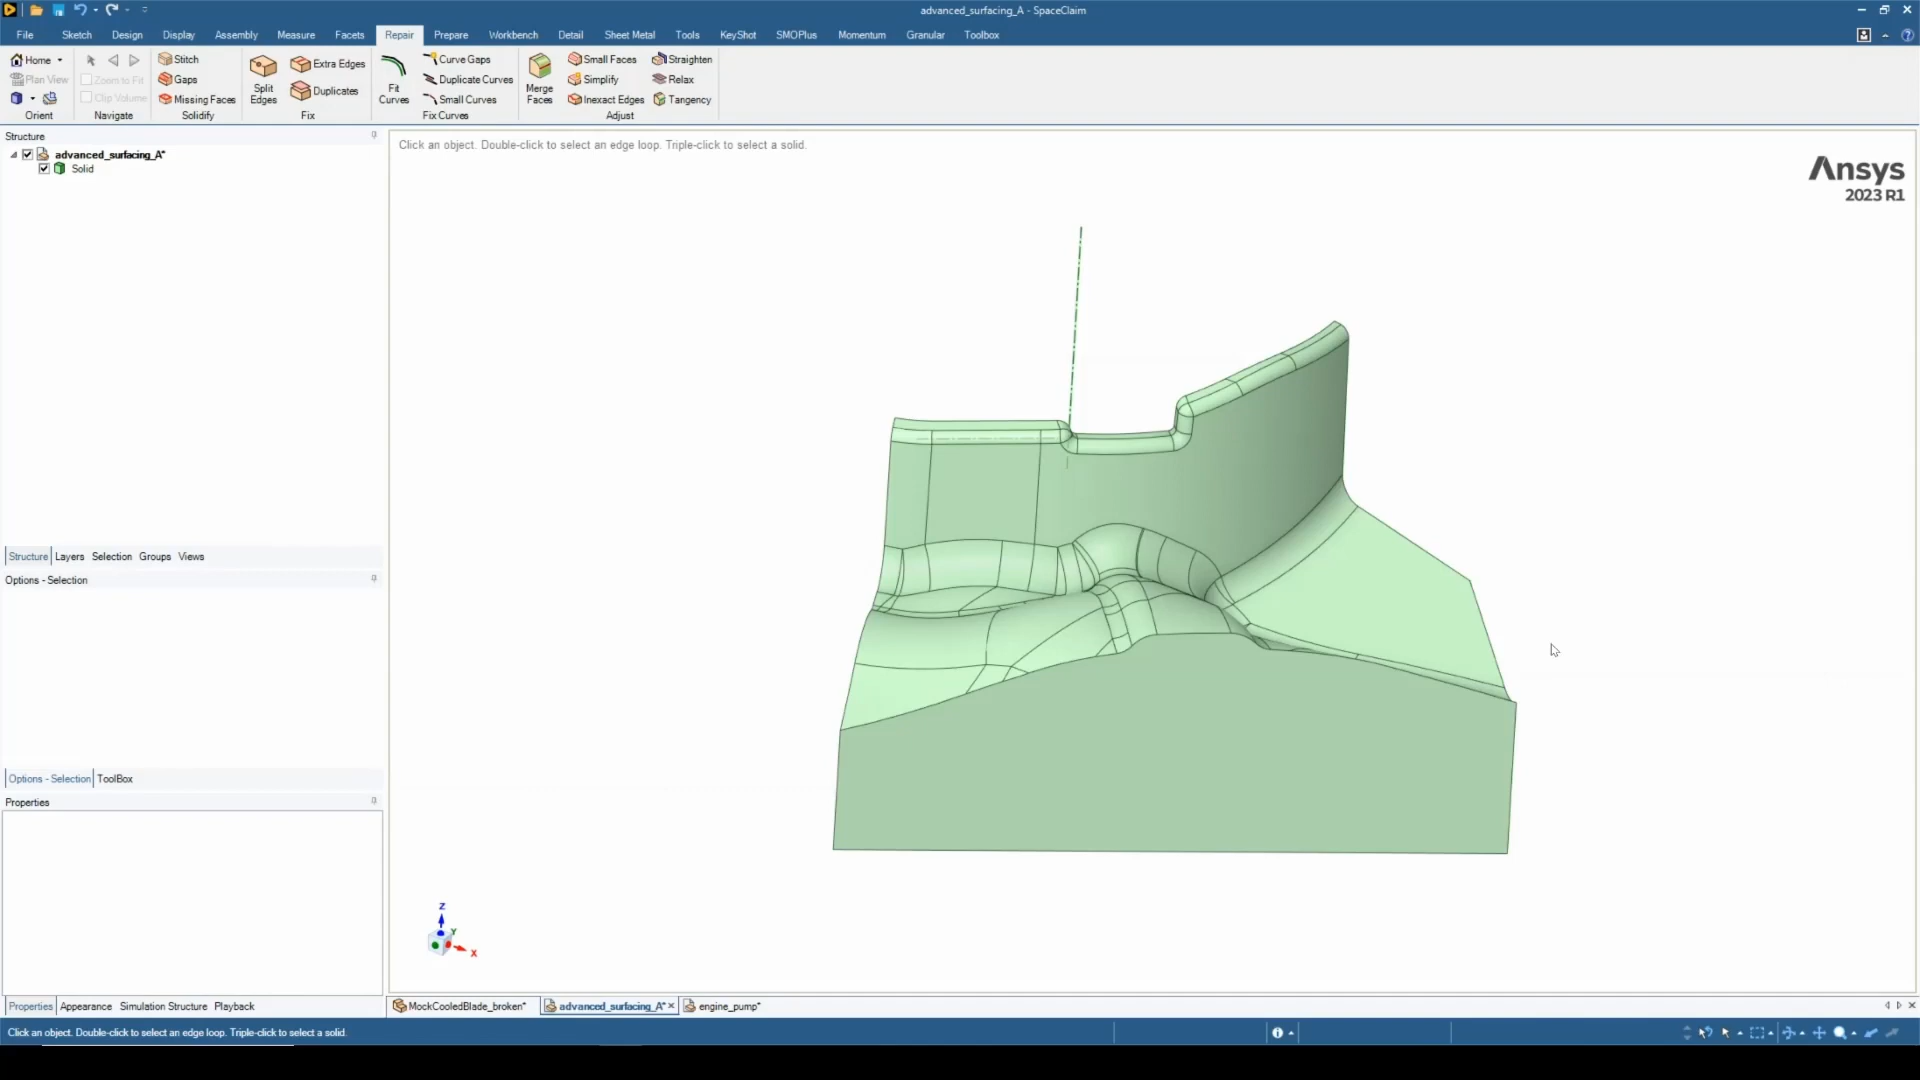 advanced_surfacing_A - SpaceClaim
File Sketch Design Display Assembly Measure Facets Repair Prepare Workbench Detail Sheet Metal Tools KeyShot SMOPlus Momentum Granular Toolbox
Home
Plan View
Orient
Zoom to Fit
Clip Volume
Navigate
Stitch
Gaps
Missing Faces
Solidify
Split
Edges
Extra Edges
Duplicates
Fix
Fit
Curves
Curve Gaps
Duplicate Curves
Small Curves
Fix Curves
Merge
Faces
Small Faces
Simplify
Inexact Edges
Straighten
Relax
Tangency
Adjust
Structure
advanced_surfacing_A*
Solid
Structure Layers Selection Groups Views
Options - Selection
Options - Selection ToolBox
Properties
Properties Appearance Simulation Structure Playback
Click an object. Double-click to select an edge loop. Triple-click to select a solid.
Ansys
2023 R1
Z
Y
X
MockCooledBlade_broken* advanced_surfacing_A* engine_pump*
Click an object. Double-click to select an edge loop. Triple-click to select a solid.